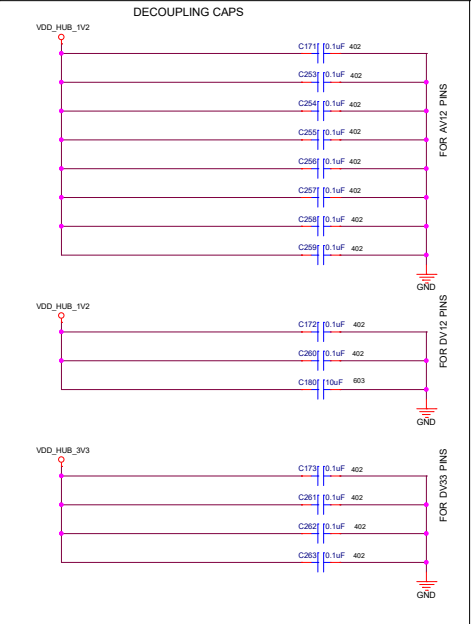 DECOUPLING CAPS
VDD_HUB_1V2
C171 0.1uF 402
C253 0.1uF 402
C254 0.1uF 402
C255 0.1uF 402
C256 0.1uF 402
C257 0.1uF 402
C258 0.1uF 402
C259 0.1uF 402
FOR AV12 PINS
GND
VDD_HUB_1V2
C172 0.1uF 402
C260 0.1uF 402
C180 10uF 603
FOR DV12 PINS
GND
VDD_HUB_3V3
C173 0.1uF 402
C261 0.1uF 402
C262 0.1uF 402
C263 0.1uF 402
FOR DV33 PINS
GND